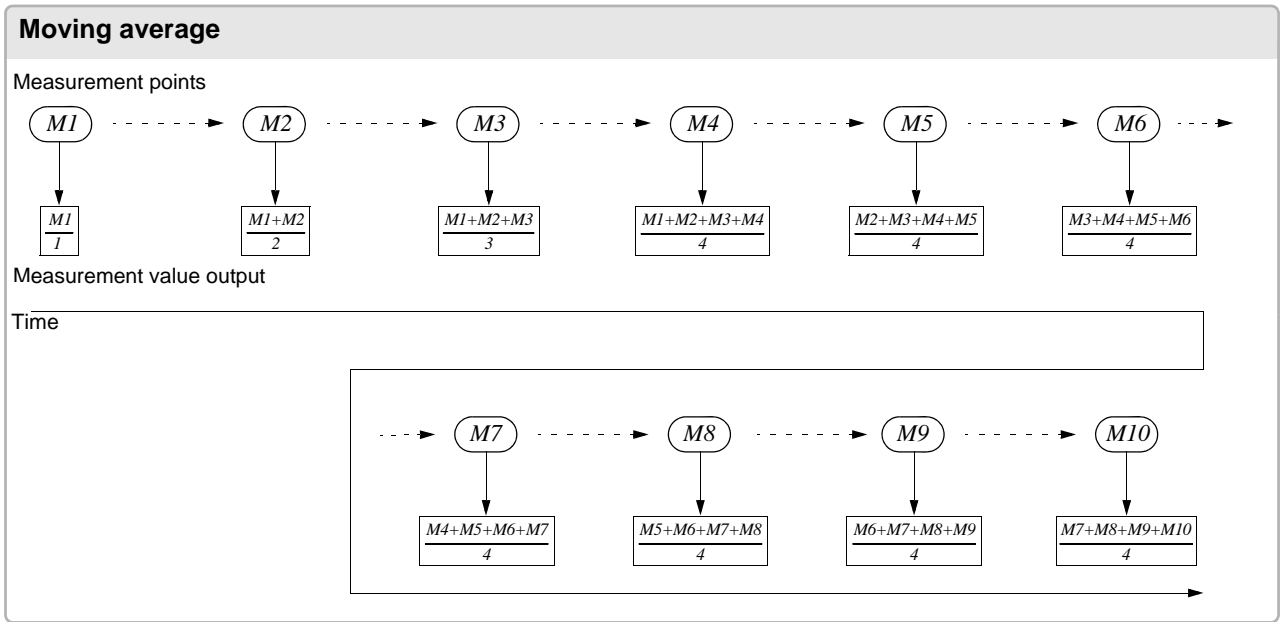 Moving average
Measurement points
M1 M2 M3 M4 M5 M6
M1 M1+M2 M1+M2+M3 M1+M2+M3+M4 M2+M3+M4+M5 M3+M4+M5+M6
1 2 3 4 4 4
Measurement value output
Time
M7 M8 M9 M10
M4+M5+M6+M7 M5+M6+M7+M8 M6+M7+M8+M9 M7+M8+M9+M10
4 4 4 4